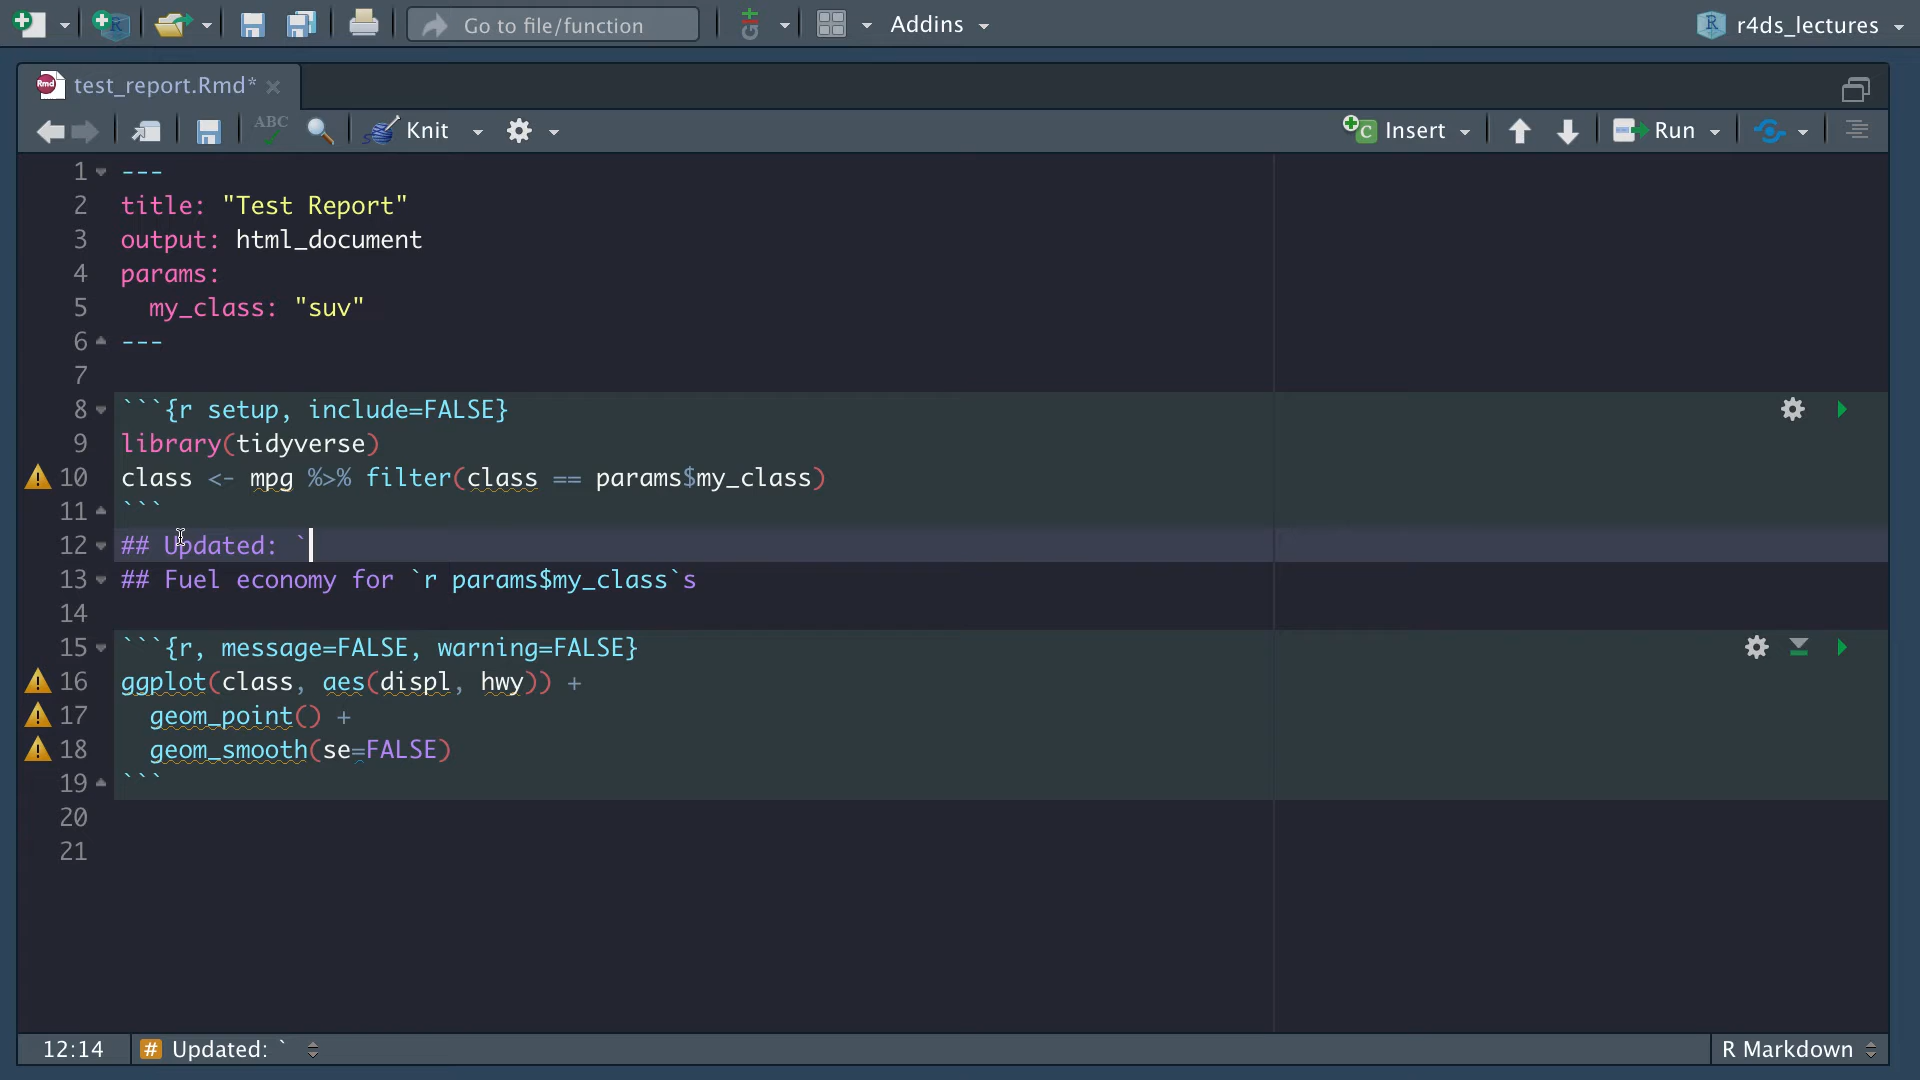 Go to file/function
Addins
r4ds_lectures
test_report.Rmd*
ABC
Knit
Insert
Run
1 ---
2 title: "Test Report"
3 output: html_document
4 params:
5   my_class: "suv"
6 ---
7
8 ```{r setup, include=FALSE}
9 library(tidyverse)
10 class <- mpg %>% filter(class == params$my_class)
11 ```
12 ## Updated: `
13 ## Fuel economy for `r params$my_class`s
14
15 ```{r, message=FALSE, warning=FALSE}
16 ggplot(class, aes(displ, hwy)) +
17   geom_point() +
18   geom_smooth(se=FALSE)
19 ```
20
21
12:14 # Updated: ` R Markdown